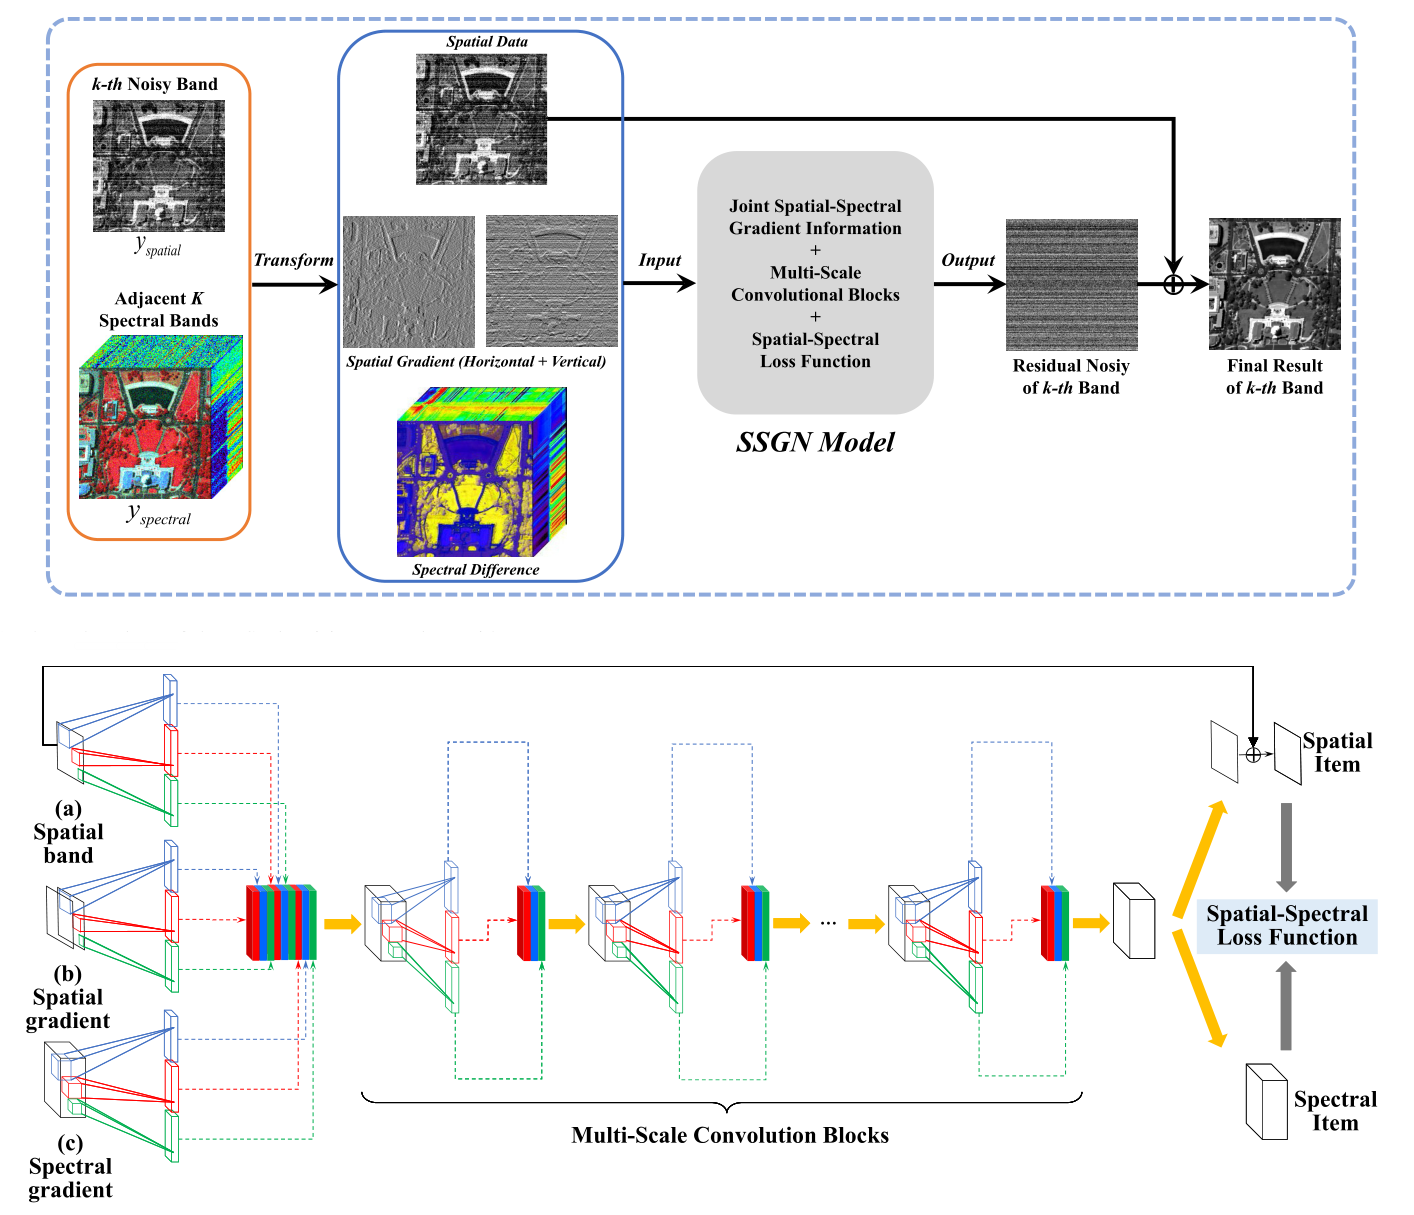 k-th Noisy Band
y spatial
Adjacent K
Spectral Bands
y spectral
Transform
Spatial Data
Spatial Gradient (Horizontal + Vertical)
Spectral Difference
Input
Joint Spatial-Spectral
Gradient Information
+
Multi-Scale
Convolutional Blocks
+
Spatial-Spectral
Loss Function
SSGN Model
Output
Residual Nosiy
of k-th Band
Final Result
of k-th Band
(a)
Spatial
band
(b)
Spatial
gradient
(c)
Spectral
gradient
...
Multi-Scale Convolution Blocks
Spatial
Item
Spatial-Spectral
Loss Function
Spectral
Item